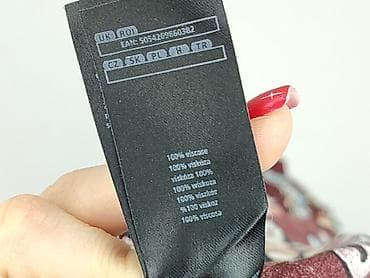 UK ROI
EAN: 5054269660382
CZ SK PL H TR
100% viscose
100% viskóza
viskóza 100%
100% wiskoza
100% viszkóz
%100 viskoz
100% viscosa